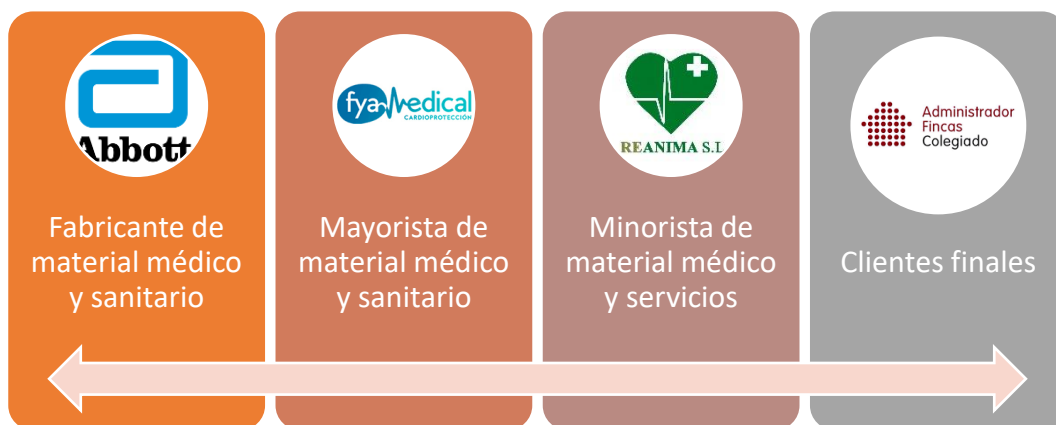 Abbott
Fabricante de
material médico
y sanitario
fya medical
CARDIOPROTECCIÓN
Mayorista de
material médico
y sanitario
REANIMA S.L
Minorista de
material médico
y servicios
Administrador
Fincas
Colegiado
Clientes finales